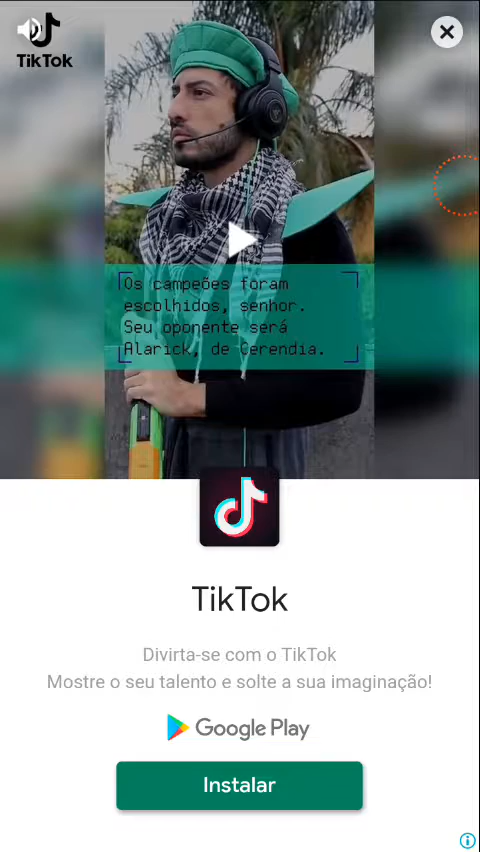 TikTok
Os campeões foram
escolhidos, senhor.
Seu oponente será
Alarick, de Cerendia.
TikTok
Divirta-se com o TikTok
Mostre o seu talento e solte a sua imaginação!
Google Play
Instalar